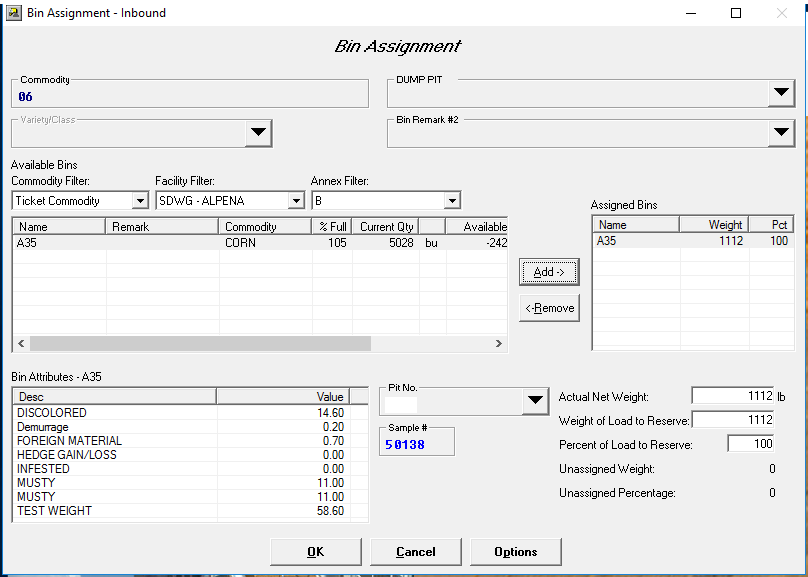 Bin Assignment - Inbound
Bin Assignment
Commodity
06
DUMP PIT
Variety/Class
Bin Remark #2
Available Bins
Commodity Filter: Facility Filter: Annex Filter:
Ticket Commodity SDWG - ALPENA B
Name Remark Commodity % Full Current Qty Available
A35 CORN 105 5028 bu -242
Add ->
<-Remove
Assigned Bins
Name Weight Pct
A35 1112 100
Bin Attributes - A35
Desc Value
DISCOLORED 14.60
Demurrage 0.20
FOREIGN MATERIAL 0.70
HEDGE GAIN/LOSS 0.00
INFESTED 0.00
MUSTY 11.00
MUSTY 11.00
TEST WEIGHT 58.60
Pit No.
Sample #
50138
Actual Net Weight: 1112 lb
Weight of Load to Reserve: 1112
Percent of Load to Reserve: 100
Unassigned Weight: 0
Unassigned Percentage: 0
OK Cancel Options